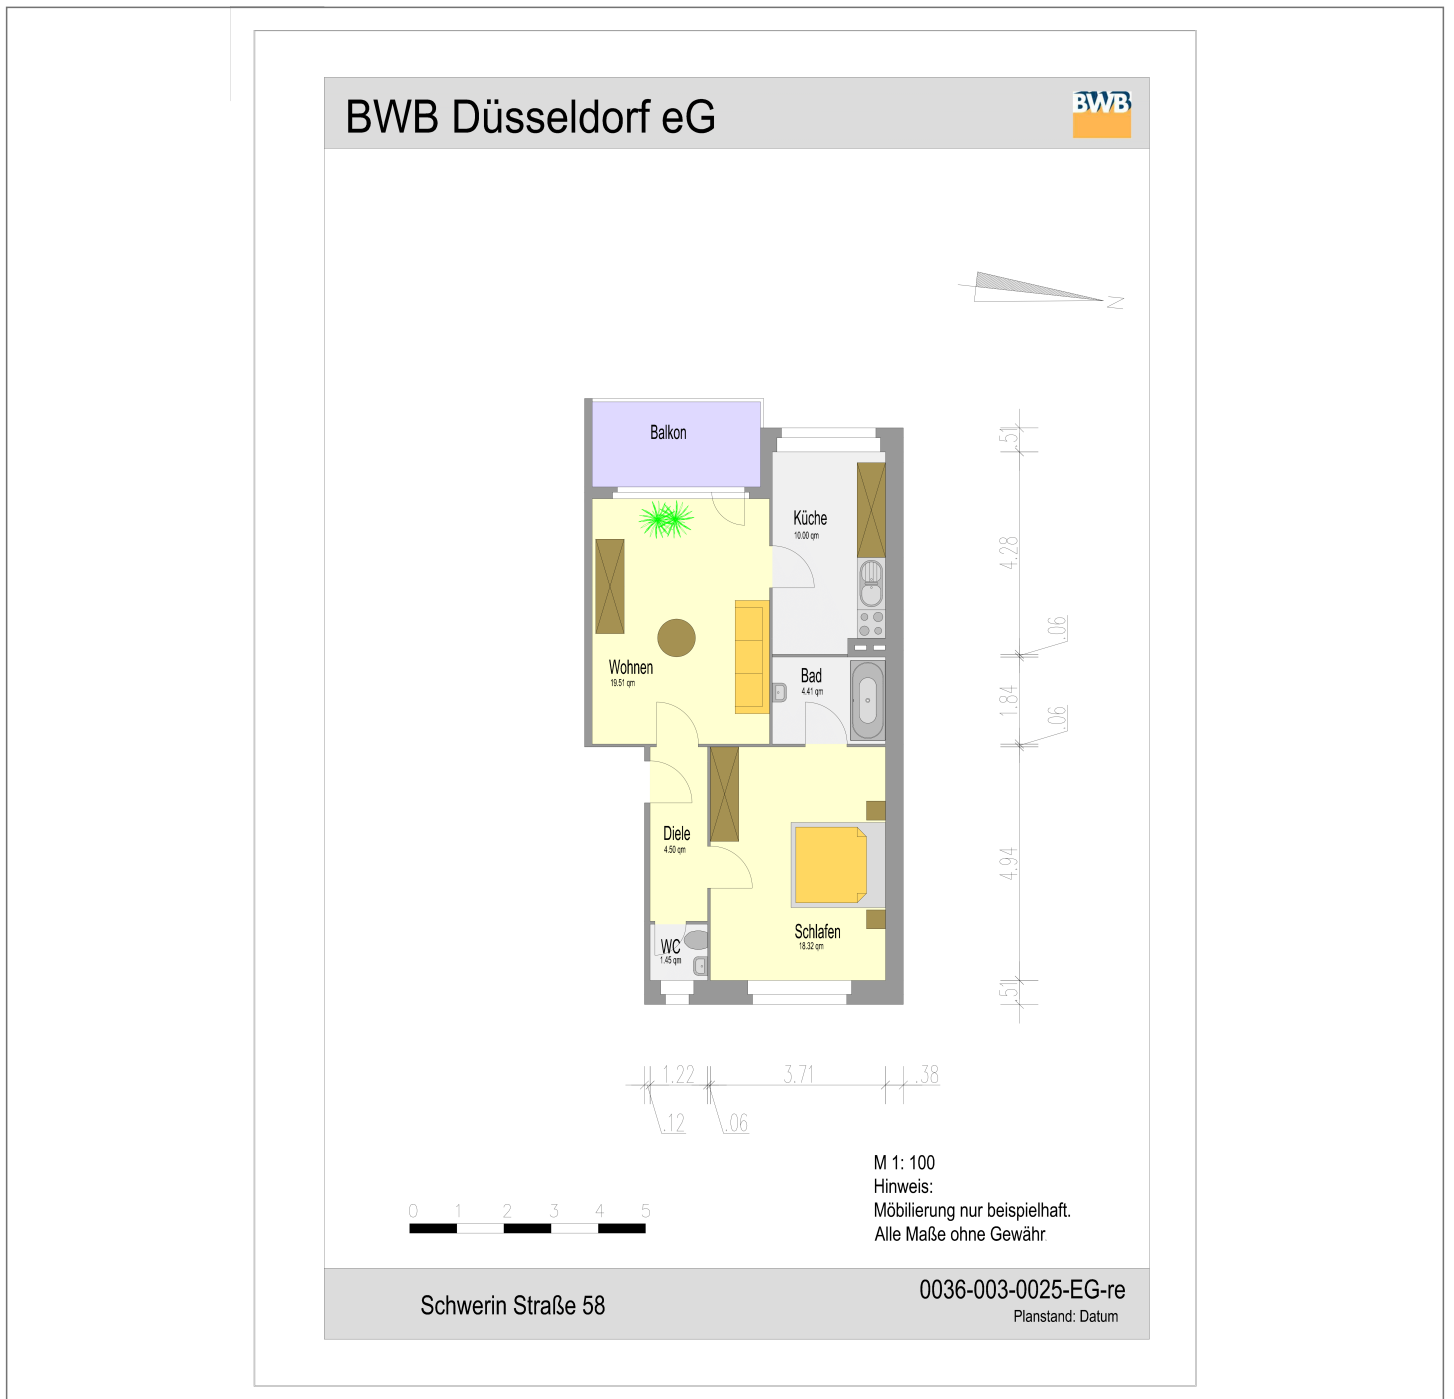 BWB Düsseldorf eG
BWB
N
Balkon
Küche
10.00 qm
Wohnen
19.51 qm
Bad
4.41 qm
Diele
4.50 qm
Schlafen
18.32 qm
WC
1.45 qm
.51
4.28
.06
1.84
.06
4.94
.51
1.22
3.71
.38
.12
.06
M 1: 100
Hinweis:
Möbilierung nur beispielhaft.
Alle Maße ohne Gewähr
0 1 2 3 4 5
Schwerin Straße 58
0036-003-0025-EG-re
Planstand: Datum